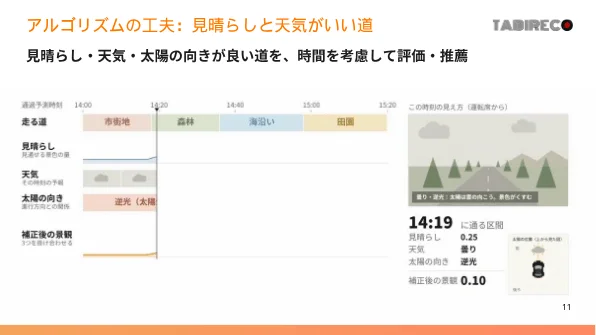 アルゴリズムの工夫: 見晴らしと天気がいい道
TABIRECO
見晴らし・天気・太陽の向きが良い道を、時間を考慮して評価・推薦
通過予測時刻 14:00 14:20 14:40 15:00 15:20
走る道 市街地 森林 海沿い 田園
見晴らし
見通せる景色の量
天気
その時刻の予報
太陽の向き 逆光（太陽
進行方向との関係
補正後の景観
3つを掛け合わせる
この時刻の見え方（運転席から）
曇り・逆光：太陽は雲の向こう。景色がくすむ
14:19 に通る区間
見晴らし 0.25
天気 曇り
太陽の向き 逆光
補正後の景観 0.10
11